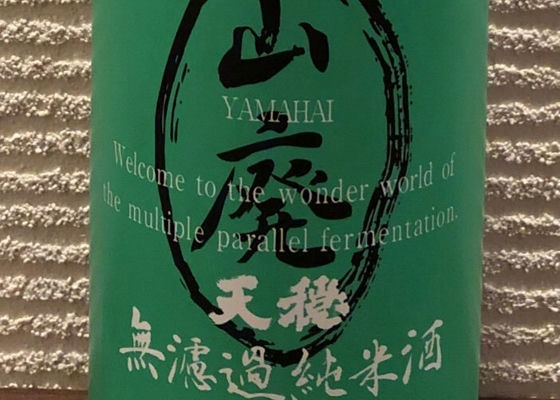 山
YAMAHAI
廃
Welcome to the wonder world of
the multiple parallel fermentation.
天穏
無濾過純米酒